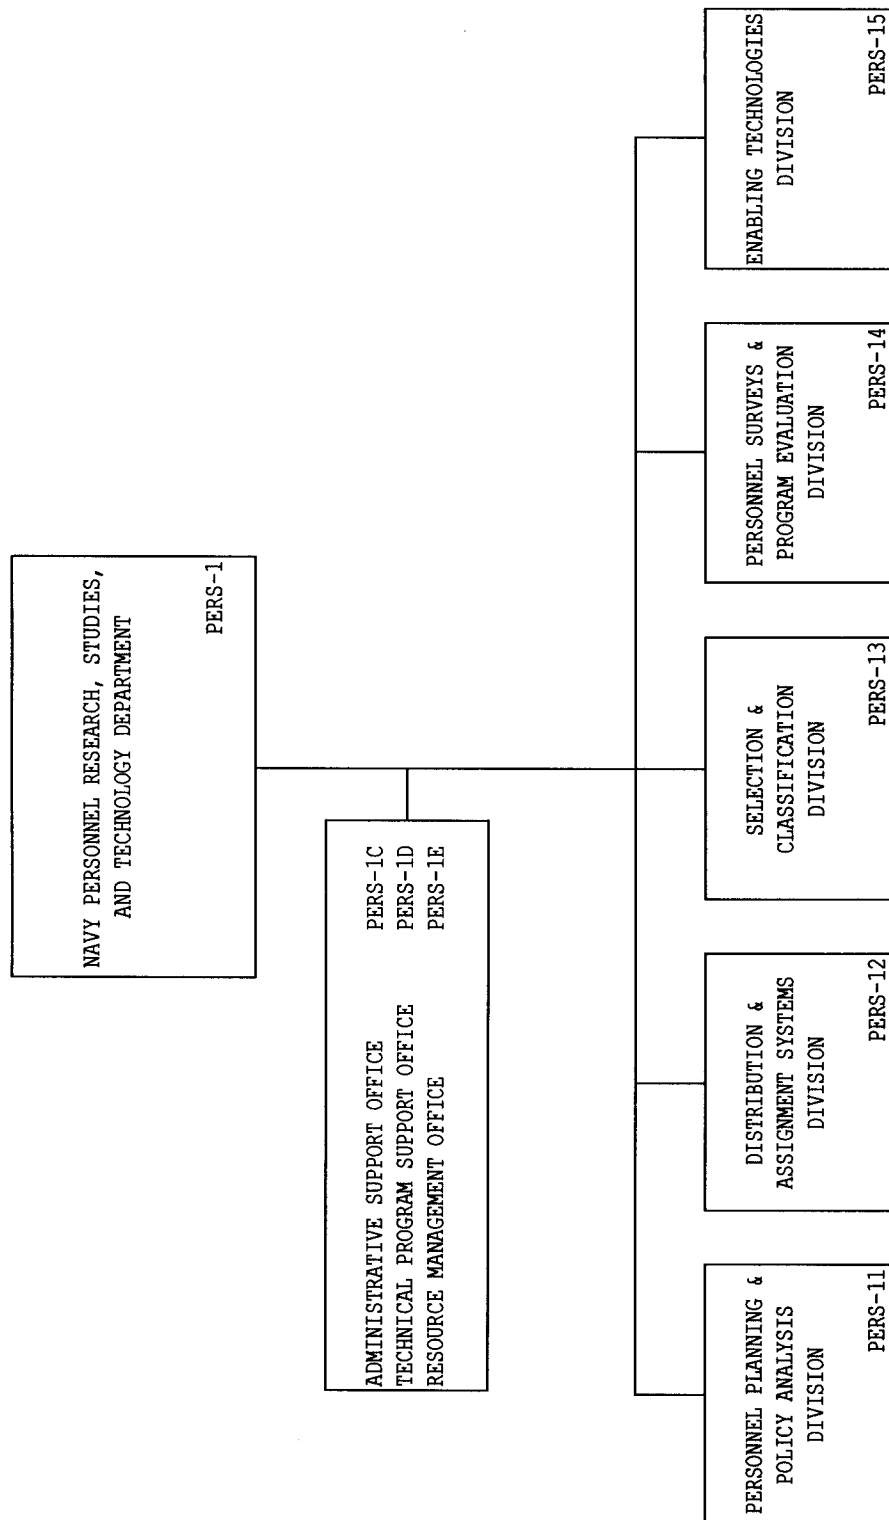 NAVY PERSONNEL RESEARCH, STUDIES,
AND TECHNOLOGY DEPARTMENT
PERS-1
ADMINISTRATIVE SUPPORT OFFICE PERS-1C
TECHNICAL PROGRAM SUPPORT OFFICE PERS-1D
RESOURCE MANAGEMENT OFFICE PERS-1E
PERSONNEL PLANNING &
POLICY ANALYSIS
DIVISION
PERS-11
DISTRIBUTION &
ASSIGNMENT SYSTEMS
DIVISION
PERS-12
SELECTION &
CLASSIFICATION
DIVISION
PERS-13
PERSONNEL SURVEYS &
PROGRAM EVALUATION
DIVISION
PERS-14
ENABLING TECHNOLOGIES
DIVISION
PERS-15